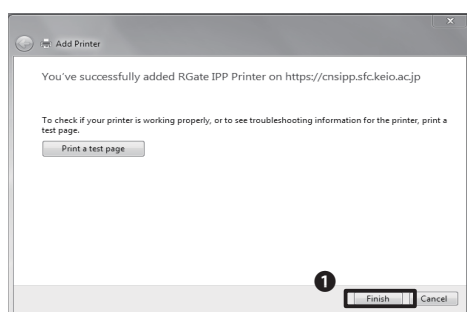 Add Printer
You've successfully added RGate IPP Printer on https://cnsipp.sfc.keio.ac.jp
To check if your printer is working properly, or to see troubleshooting information for the printer, print a
test page.
Print a test page
1
Finish Cancel